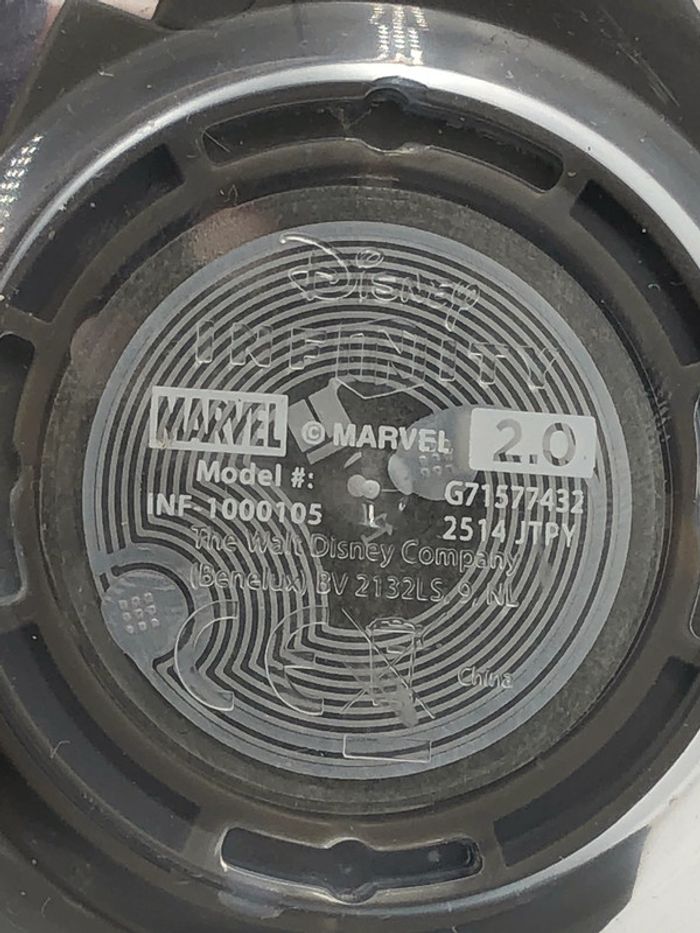 Disney
INFINITY
MARVEL © MARVEL 2.0
Model #: G71577432
INF-1000105 2514 JTPY
The Walt Disney Company
(Benelux) BV 2132LS, 9, NL
CE
China